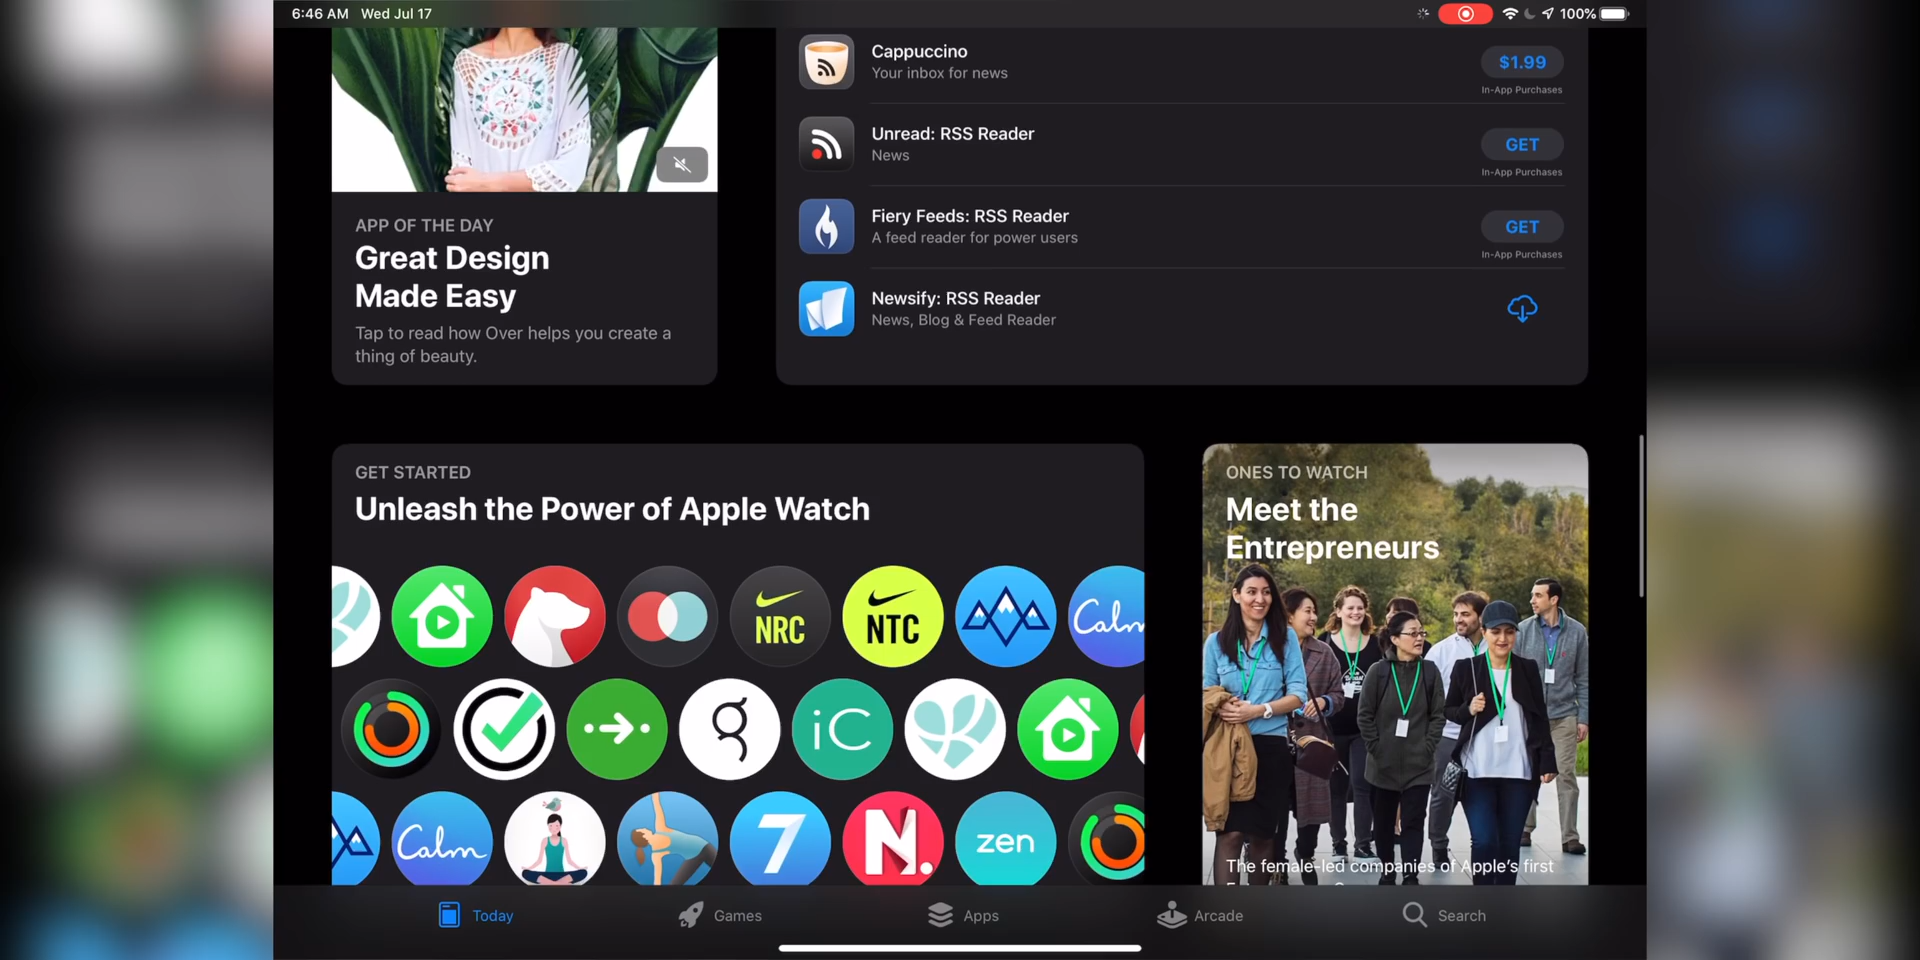 6:46 AM Wed Jul 17
100%
Cappuccino
Your inbox for news
$1.99
In-App Purchases
Unread: RSS Reader
News
GET
In-App Purchases
Fiery Feeds: RSS Reader
A feed reader for power users
GET
In-App Purchases
Newsify: RSS Reader
News, Blog & Feed Reader
APP OF THE DAY
Great Design
Made Easy
Tap to read how Over helps you create a
thing of beauty.
GET STARTED
Unleash the Power of Apple Watch
NRC
NTC
Calm
g
iC
Calm
7
N.
zen
ONES TO WATCH
Meet the
Entrepreneurs
The female-led companies of Apple's first
Today
Games
Apps
Arcade
Search